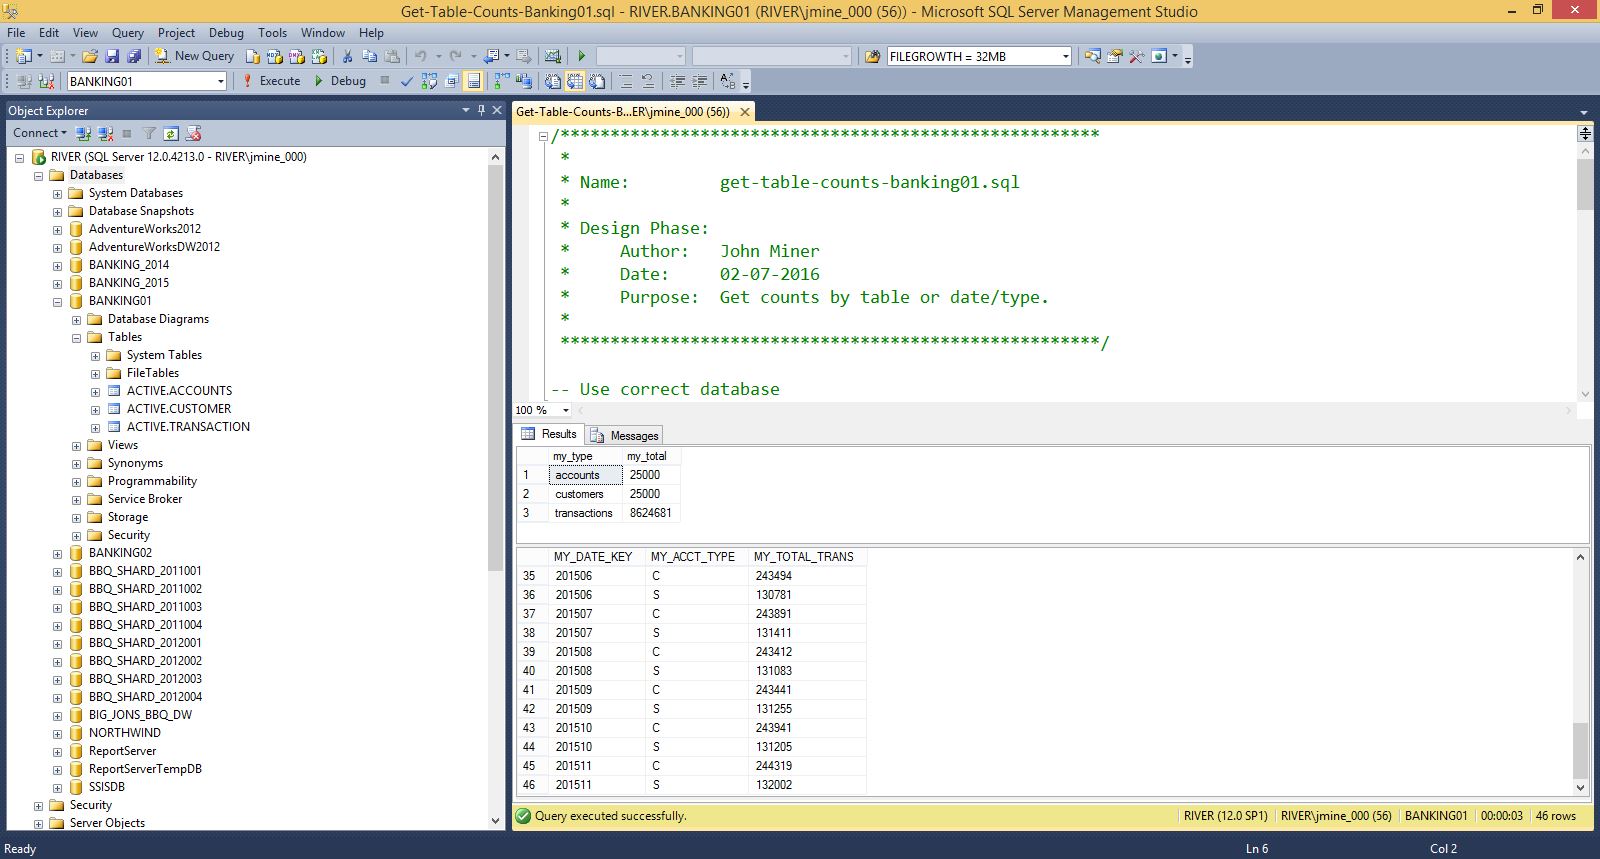 Get-Table-Counts-Banking01.sql - RIVER.BANKING01 (RIVER\jmine_000 (56)) - Microsoft SQL Server Management Studio
File Edit View Query Project Debug Tools Window Help
New Query FILEGROWTH = 32MB
BANKING01 Execute Debug
Object Explorer
Connect
RIVER (SQL Server 12.0.4213.0 - RIVER\jmine_000)
Databases
System Databases
Database Snapshots
AdventureWorks2012
AdventureWorksDW2012
BANKING_2014
BANKING_2015
BANKING01
Database Diagrams
Tables
System Tables
FileTables
ACTIVE.ACCOUNTS
ACTIVE.CUSTOMER
ACTIVE.TRANSACTION
Views
Synonyms
Programmability
Service Broker
Storage
Security
BANKING02
BBQ_SHARD_2011001
BBQ_SHARD_2011002
BBQ_SHARD_2011003
BBQ_SHARD_2011004
BBQ_SHARD_2012001
BBQ_SHARD_2012002
BBQ_SHARD_2012003
BBQ_SHARD_2012004
BIG_JONS_BBQ_DW
NORTHWIND
ReportServer
ReportServerTempDB
SSISDB
Security
Server Objects
Get-Table-Counts-B...ER\jmine_000 (56))
/******************************************************
*
* Name: get-table-counts-banking01.sql
*
* Design Phase:
* Author: John Miner
* Date: 02-07-2016
* Purpose: Get counts by table or date/type.
*
******************************************************/
-- Use correct database
100 %
Results Messages
my_type my_total
1 accounts 25000
2 customers 25000
3 transactions 8624681
MY_DATE_KEY MY_ACCT_TYPE MY_TOTAL_TRANS
35 201506 C 243494
36 201506 S 130781
37 201507 C 243891
38 201507 S 131411
39 201508 C 243412
40 201508 S 131083
41 201509 C 243441
42 201509 S 131255
43 201510 C 243941
44 201510 S 131205
45 201511 C 244319
46 201511 S 132002
Query executed successfully. RIVER (12.0 SP1) RIVER\jmine_000 (56) BANKING01 00:00:03 46 rows
Ready Ln 6 Col 2